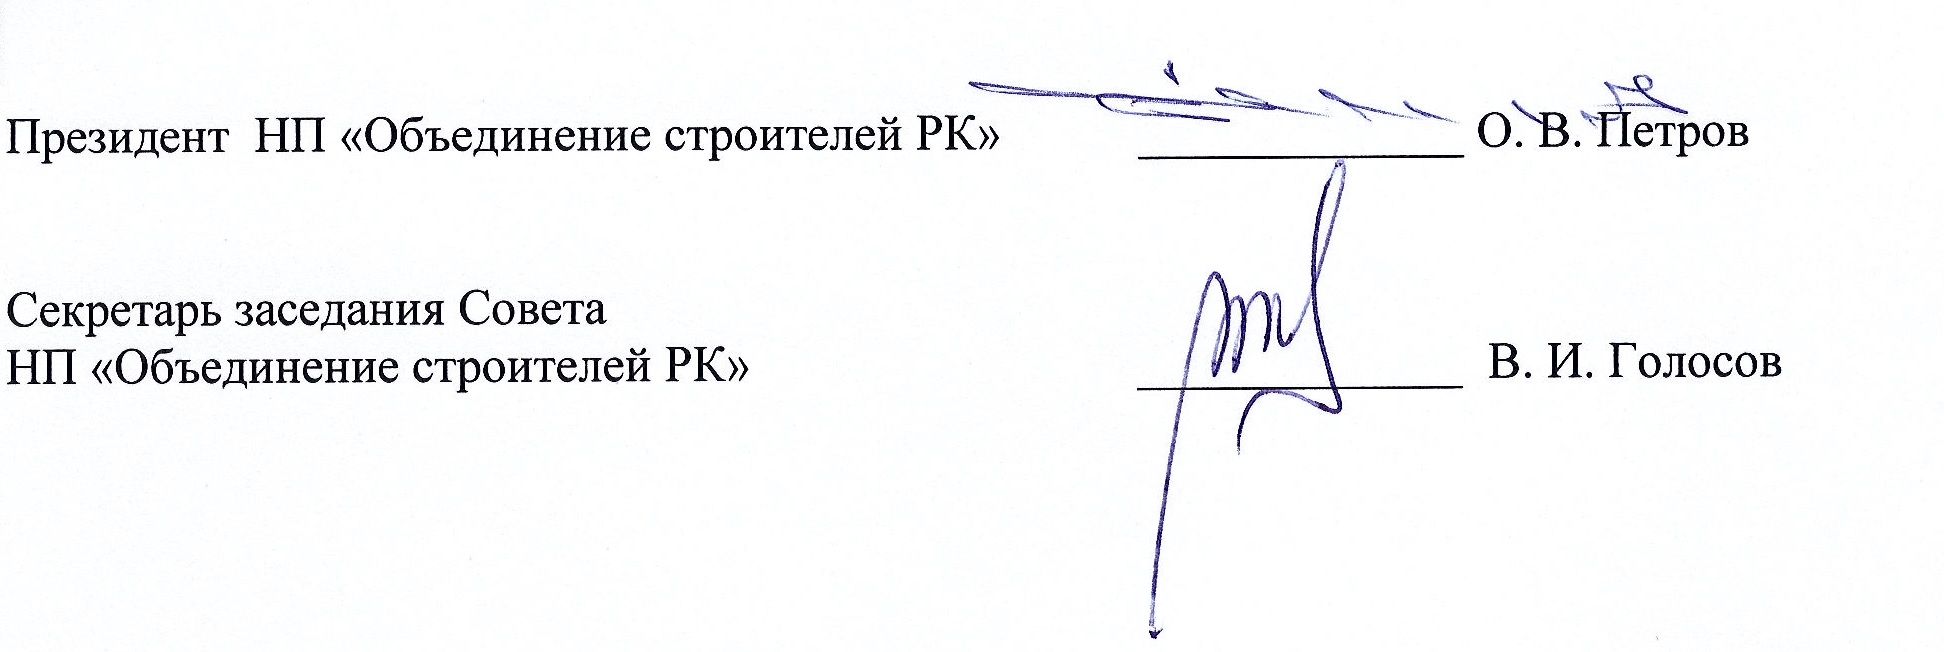 Президент НП «Объединение строителей РК» О. В. Петров
Секретарь заседания Совета
НП «Объединение строителей РК» В. И. Голосов